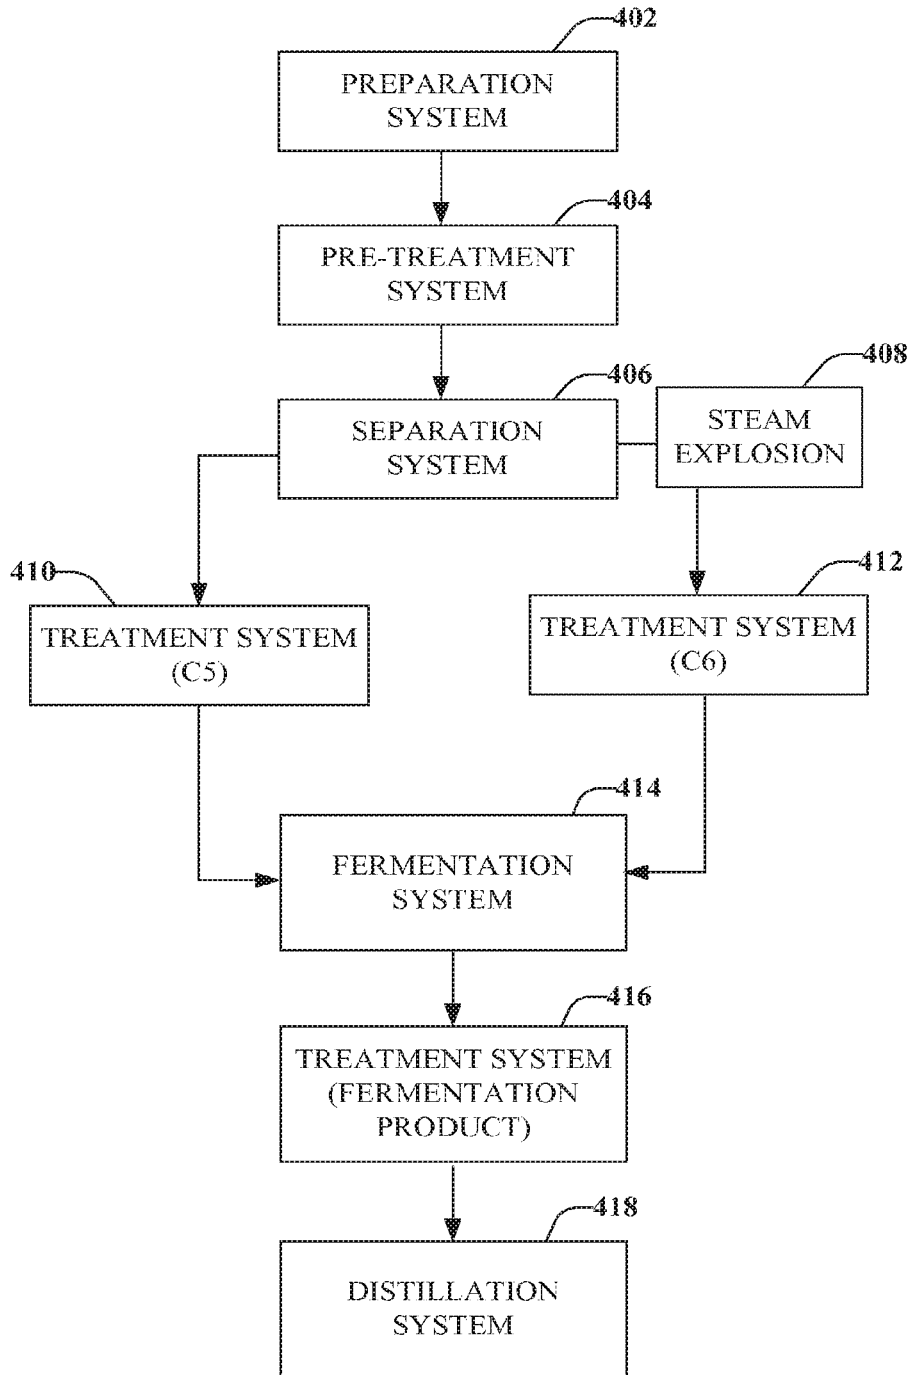 402
PREPARATION
SYSTEM
404
PRE-TREATMENT
SYSTEM
406
SEPARATION
SYSTEM
408
STEAM
EXPLOSION
410
TREATMENT SYSTEM
(C5)
412
TREATMENT SYSTEM
(C6)
414
FERMENTATION
SYSTEM
416
TREATMENT SYSTEM
(FERMENTATION
PRODUCT)
418
DISTILLATION
SYSTEM